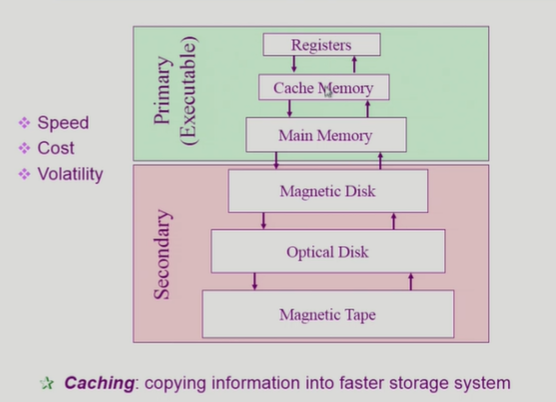 Speed
Cost
Volatility
Primary
(Executable)
Registers
Cache Memory
Main Memory
Secondary
Magnetic Disk
Optical Disk
Magnetic Tape
Caching: copying information into faster storage system